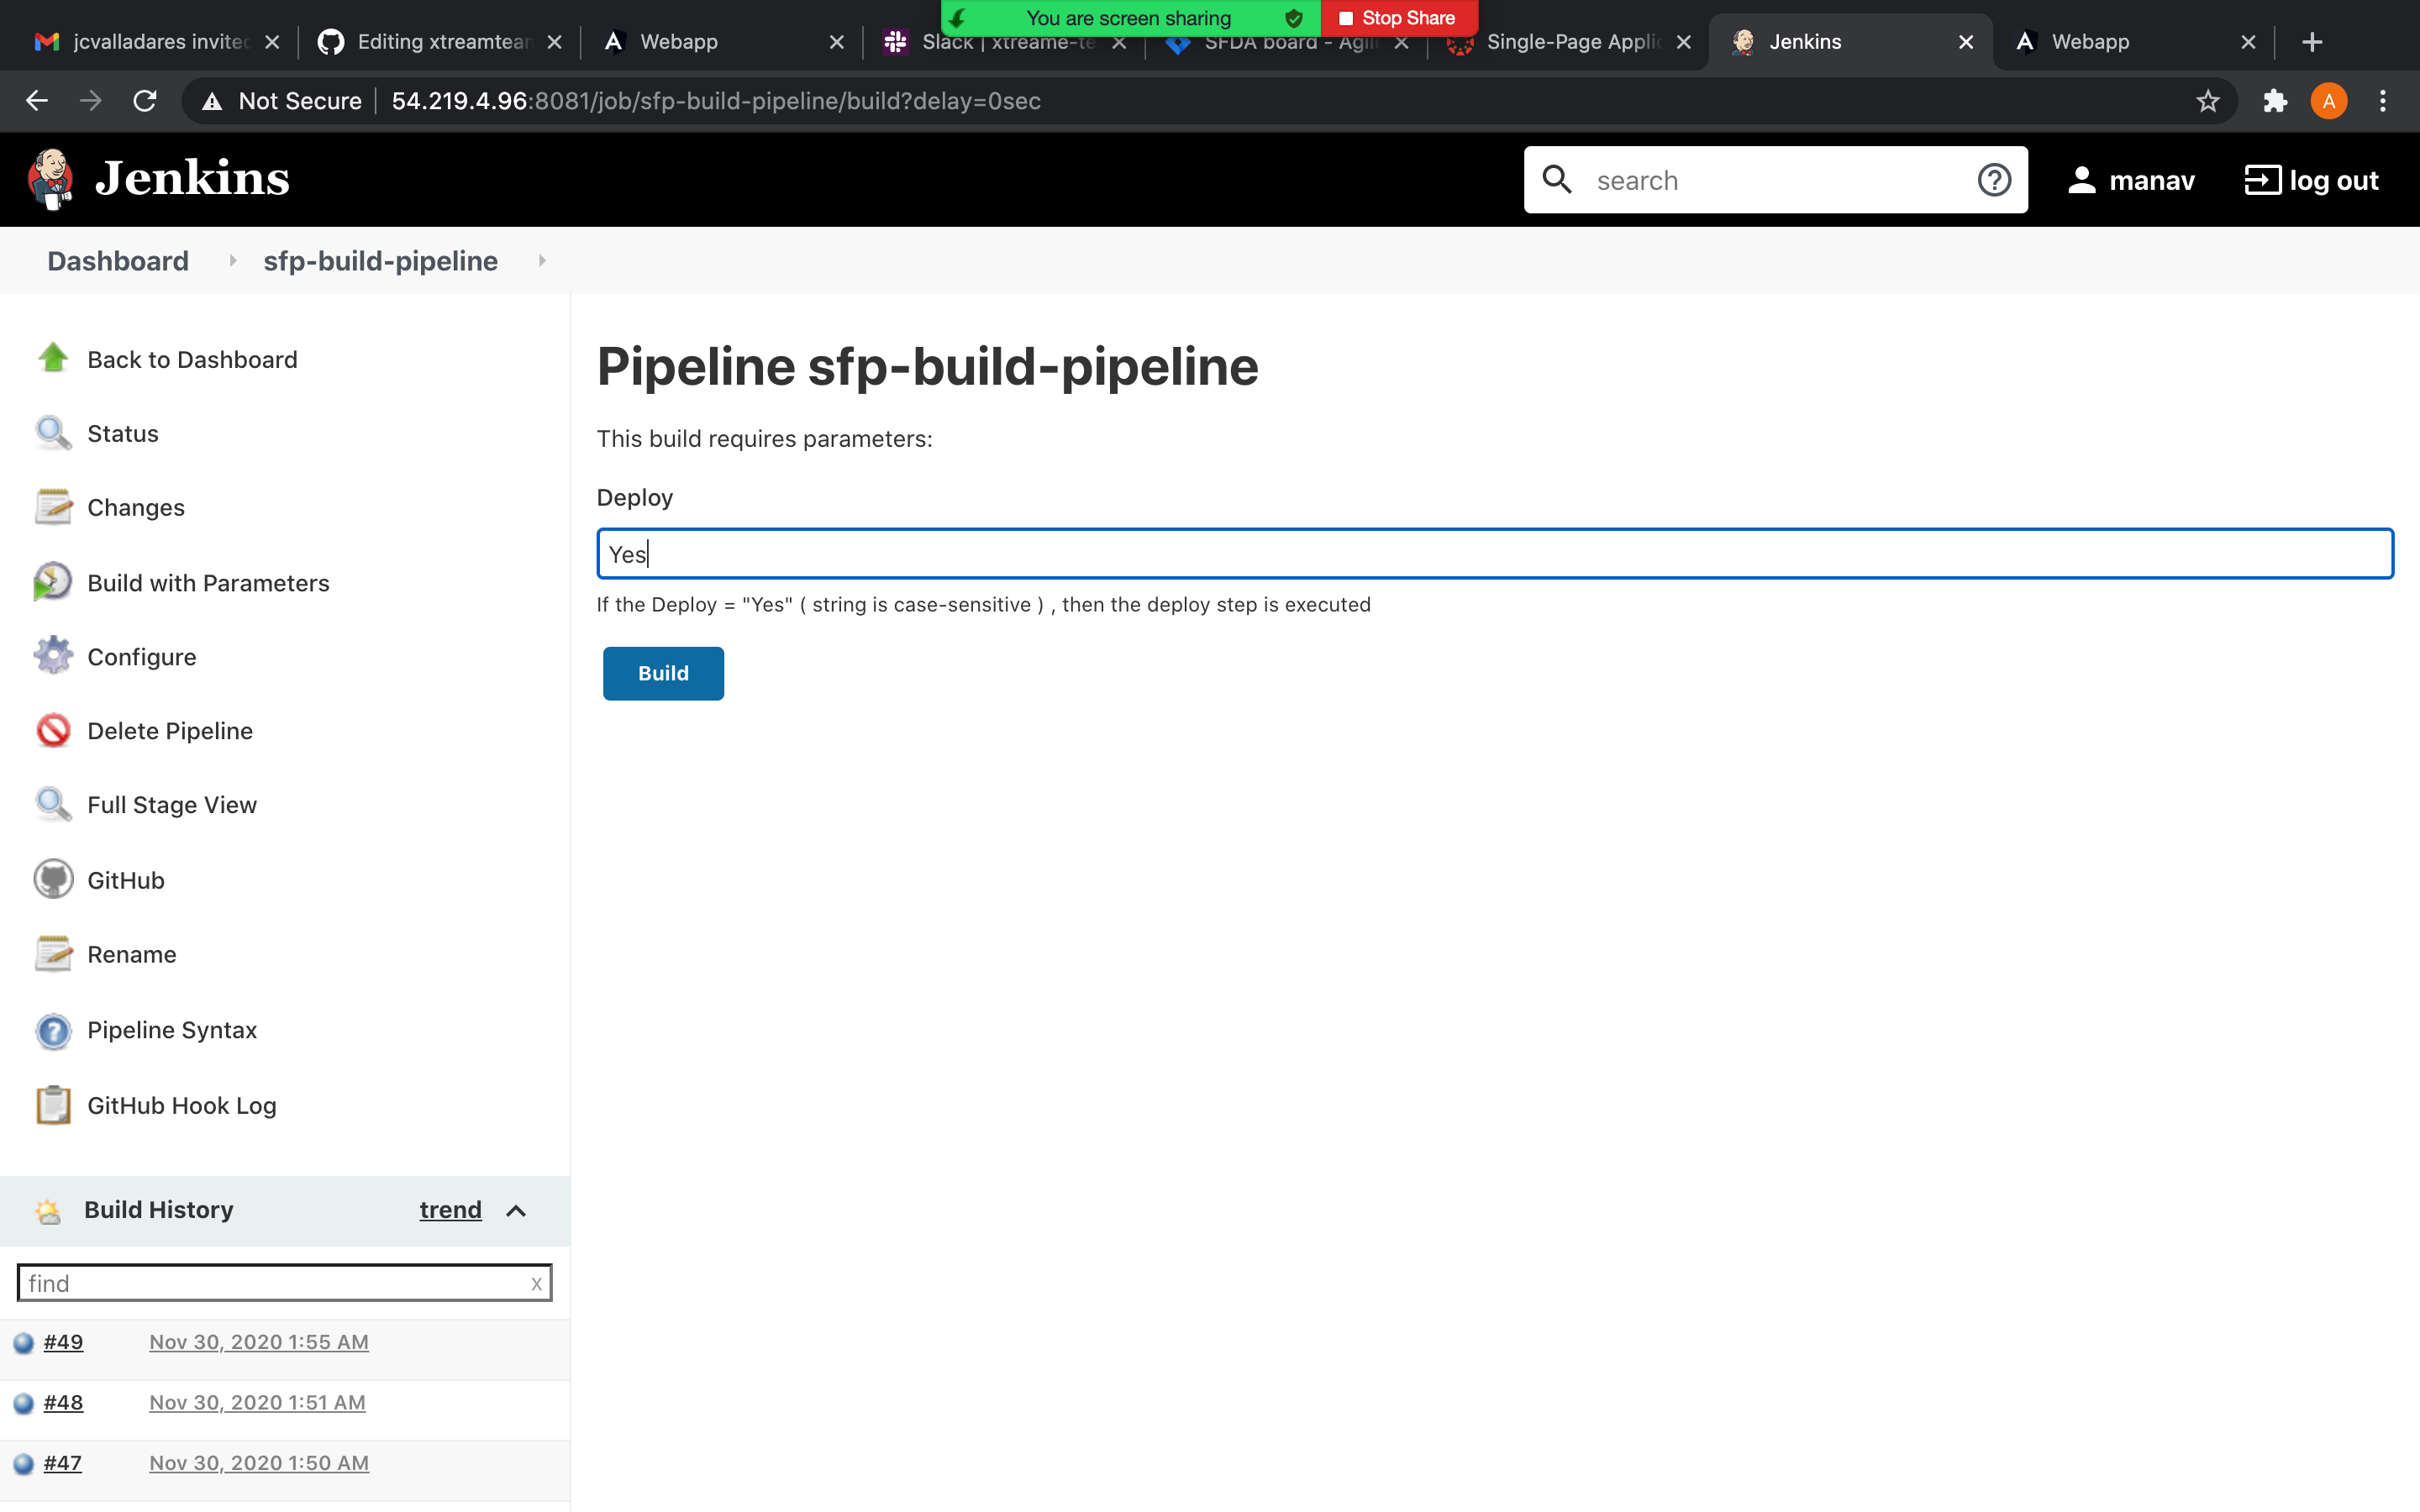 You are screen sharing Stop Share
jcvalladares invited Editing xtreamtean Webapp Slack | xtreame-te SFDA board - Agile Single-Page Applic Jenkins Webapp
Not Secure 54.219.4.96:8081/job/sfp-build-pipeline/build?delay=0sec A
Jenkins search manav log out
Dashboard sfp-build-pipeline
Back to Dashboard
Status
Changes
Build with Parameters
Configure
Delete Pipeline
Full Stage View
GitHub
Rename
Pipeline Syntax
GitHub Hook Log
Build History trend
find x
#49 Nov 30, 2020 1:55 AM
#48 Nov 30, 2020 1:51 AM
#47 Nov 30, 2020 1:50 AM
Pipeline sfp-build-pipeline
This build requires parameters:
Deploy
Yes
If the Deploy = "Yes" ( string is case-sensitive ) , then the deploy step is executed
Build